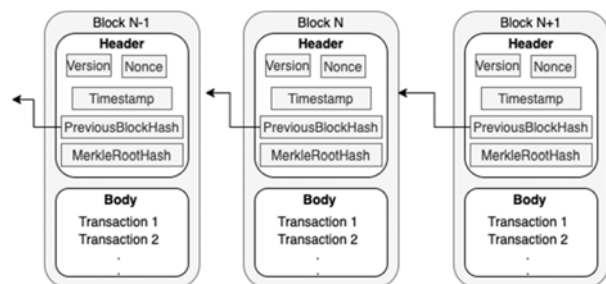 Block N-1
Header
Version
Nonce
Timestamp
PreviousBlockHash
MerkleRootHash
Body
Transaction 1
Transaction 2
.
.
Block N
Header
Version
Nonce
Timestamp
PreviousBlockHash
MerkleRootHash
Body
Transaction 1
Transaction 2
.
.
Block N+1
Header
Version
Nonce
Timestamp
PreviousBlockHash
MerkleRootHash
Body
Transaction 1
Transaction 2
.
.